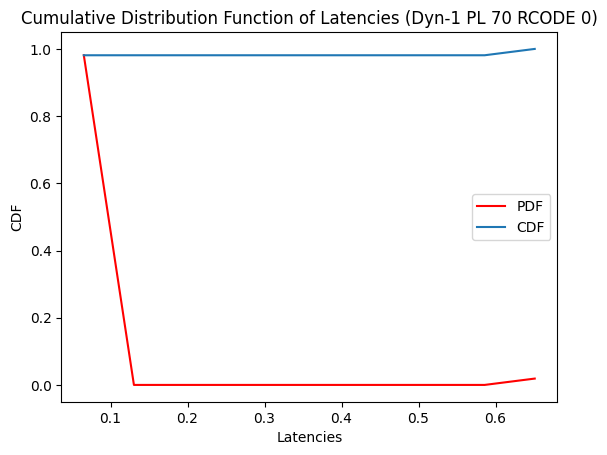 Cumulative Distribution Function of Latencies (Dyn-1 PL 70 RCODE 0)
1.0
0.8
0.6
0.4
0.2
0.0
CDF
PDF
CDF
0.1 0.2 0.3 0.4 0.5 0.6
Latencies